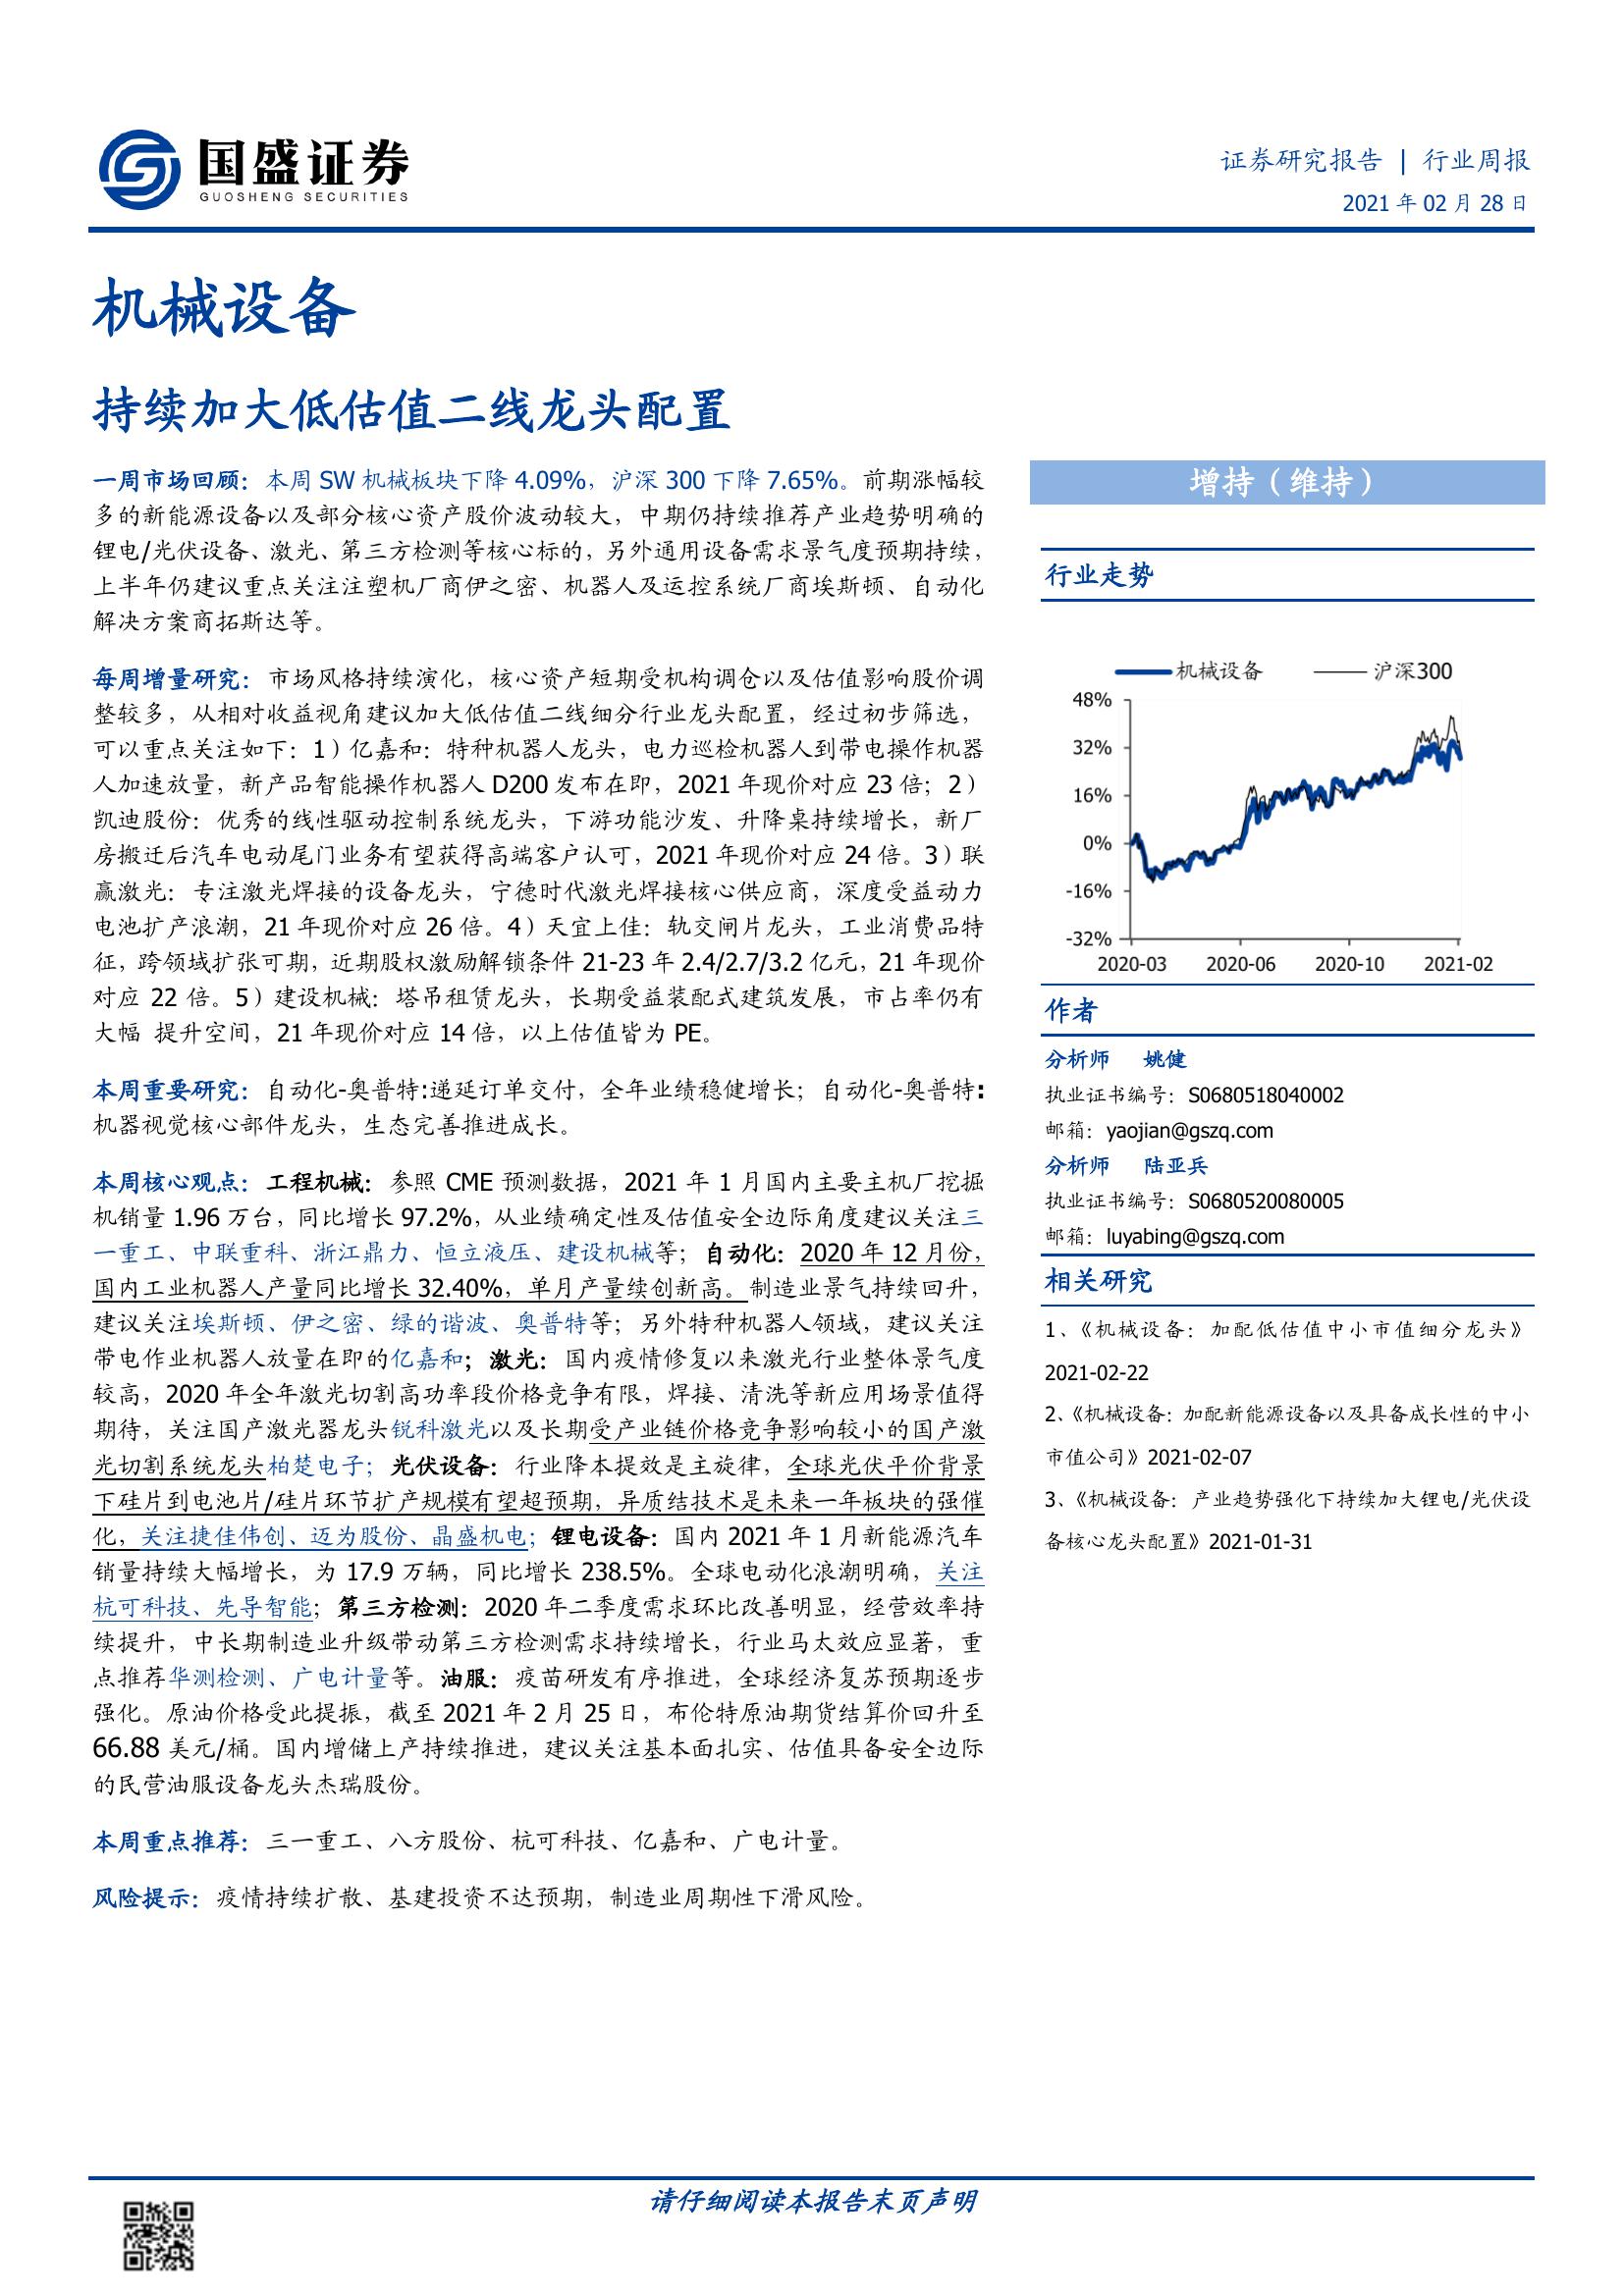 国盛证券
GUOSHENG SECURITIES
证券研究报告 | 行业周报
2021 年 02 月 28 日
机械设备
持续加大低估值二线龙头配置
一周市场回顾：本周 SW 机械板块下降 4.09%，沪深 300 下降 7.65%。前期涨幅较
多的新能源设备以及部分核心资产股价波动较大，中期仍持续推荐产业趋势明确的
锂电/光伏设备、激光、第三方检测等核心标的，另外通用设备需求景气度预期持续，
上半年仍建议重点关注注塑机厂商伊之密、机器人及运控系统厂商埃斯顿、自动化
解决方案商拓斯达等。
每周增量研究：市场风格持续演化，核心资产短期受机构调仓以及估值影响股价调
整较多，从相对收益视角建议加大低估值二线细分行业龙头配置，经过初步筛选，
可以重点关注如下：1）亿嘉和：特种机器人龙头，电力巡检机器人到带电操作机器
人加速放量，新产品智能操作机器人 D200 发布在即，2021 年现价对应 23 倍；2）
凯迪股份：优秀的线性驱动控制系统龙头，下游功能沙发、升降桌持续增长，新厂
房搬迁后汽车电动尾门业务有望获得高端客户认可，2021 年现价对应 24 倍。3）联
赢激光：专注激光焊接的设备龙头，宁德时代激光焊接核心供应商，深度受益动力
电池扩产浪潮，21 年现价对应 26 倍。4）天宜上佳：轨交闸片龙头，工业消费品特
征，跨领域扩张可期，近期股权激励解锁条件 21-23 年 2.4/2.7/3.2 亿元，21 年现价
对应 22 倍。5）建设机械：塔吊租赁龙头，长期受益装配式建筑发展，市占率仍有
大幅 提升空间，21 年现价对应 14 倍，以上估值皆为 PE。
本周重要研究：自动化-奥普特:递延订单交付，全年业绩稳健增长；自动化-奥普特:
机器视觉核心部件龙头，生态完善推进成长。
本周核心观点：工程机械：参照 CME 预测数据，2021 年 1 月国内主要主机厂挖掘
机销量 1.96 万台，同比增长 97.2%，从业绩确定性及估值安全边际角度建议关注三
一重工、中联重科、浙江鼎力、恒立液压、建设机械等；自动化：2020 年 12 月份，
国内工业机器人产量同比增长 32.40%，单月产量续创新高。制造业景气持续回升，
建议关注埃斯顿、伊之密、绿的谐波、奥普特等；另外特种机器人领域，建议关注
带电作业机器人放量在即的亿嘉和；激光：国内疫情修复以来激光行业整体景气度
较高，2020 年全年激光切割高功率段价格竞争有限，焊接、清洗等新应用场景值得
期待，关注国产激光器龙头锐科激光以及长期受产业链价格竞争影响较小的国产激
光切割系统龙头柏楚电子；光伏设备：行业降本提效是主旋律，全球光伏平价背景
下硅片到电池片/硅片环节扩产规模有望超预期，异质结技术是未来一年板块的强催
化，关注捷佳伟创、迈为股份、晶盛机电；锂电设备：国内 2021 年 1 月新能源汽车
销量持续大幅增长，为 17.9 万辆，同比增长 238.5%。全球电动化浪潮明确，关注
杭可科技、先导智能；第三方检测：2020 年二季度需求环比改善明显，经营效率持
续提升，中长期制造业升级带动第三方检测需求持续增长，行业马太效应显著，重
点推荐华测检测、广电计量等。油服：疫苗研发有序推进，全球经济复苏预期逐步
强化。原油价格受此提振，截至 2021 年 2 月 25 日，布伦特原油期货结算价回升至
66.88 美元/桶。国内增储上产持续推进，建议关注基本面扎实、估值具备安全边际
的民营油服设备龙头杰瑞股份。
本周重点推荐：三一重工、八方股份、杭可科技、亿嘉和、广电计量。
风险提示：疫情持续扩散、基建投资不达预期，制造业周期性下滑风险。
增持（维持）
行业走势
机械设备 沪深300
48%
32%
16%
0%
-16%
-32%
2020-03 2020-06 2020-10 2021-02
作者
分析师 姚健
执业证书编号：S0680518040002
邮箱：yaojian@gszq.com
分析师 陆亚兵
执业证书编号：S0680520080005
邮箱：luyabing@gszq.com
相关研究
1、《机械设备：加配低估值中小市值细分龙头》
2021-02-22
2、《机械设备：加配新能源设备以及具备成长性的中小
市值公司》2021-02-07
3、《机械设备：产业趋势强化下持续加大锂电/光伏设
备核心龙头配置》2021-01-31
请仔细阅读本报告末页声明